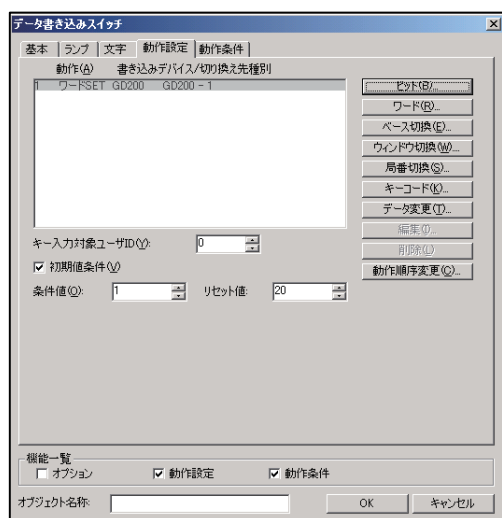 データ書き込みスイッチ
基本 ランプ 文字 動作設定 動作条件
動作(A) 書き込みデバイス/切り換え先種別
1 ワードSET GD200 GD200 - 1
ビット(B)...
ワード(R)...
ベース切換(E)...
ウィンドウ切換(W)...
局番切換(S)...
キーコード(K)...
データ変更(T)...
編集(I)...
削除(L)
動作順序変更(C)...
キー入力対象ユーザID(Y): 0
初期値条件(V)
条件値(O): 1 リセット値: 20
機能一覧
オプション 動作設定 動作条件
オブジェクト名称: OK キャンセル